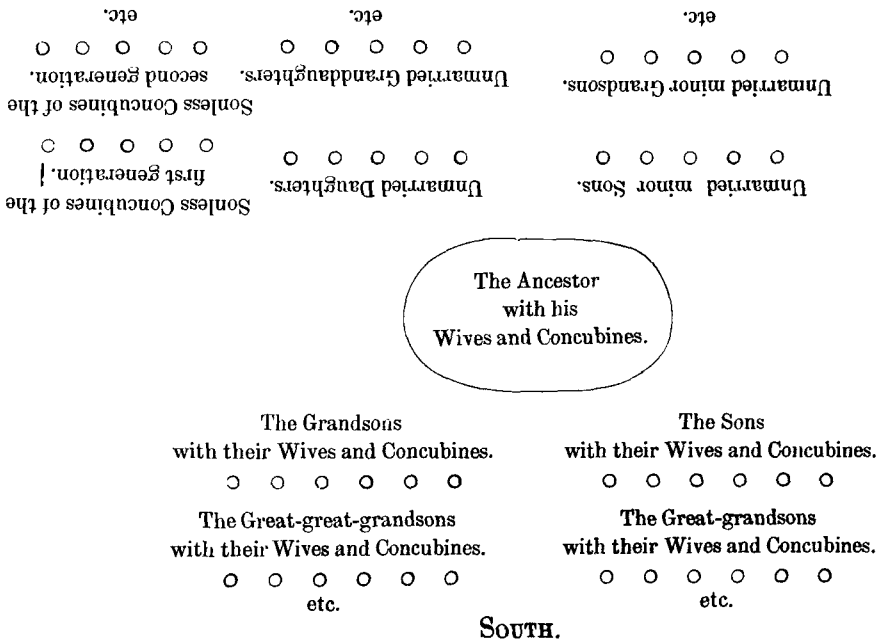 Unmarried minor Sons.
Unmarried Daughters.
Sonless Concubines of the
first generation.
Unmarried minor Grandsons.
etc.
Unmarried Granddaughters.
etc.
Sonless Concubines of the
second generation.
etc.
The Ancestor
with his
Wives and Concubines.
The Grandsons
with their Wives and Concubines.
The Sons
with their Wives and Concubines.
The Great-great-grandsons
with their Wives and Concubines.
etc.
The Great-grandsons
with their Wives and Concubines.
etc.
SOUTH.